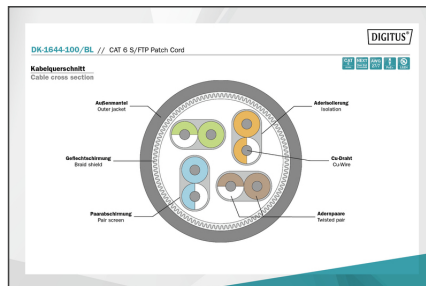 DIGITUS®
DK-1644-100/BL // CAT 6 S/FTP Patch Cord
Kabelquerschnitt
Cable cross section
Außenmantel
Outer jacket
Aderisolierung
Isolation
Geflechtschirmung
Braid shield
Cu-Draht
Cu-Wire
Paarabschirmung
Pair screen
Adernpaare
Twisted pair